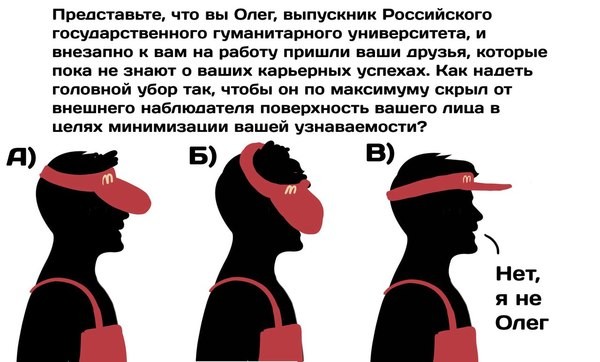 Представьте, что вы Олег, выпускник Российского
государственного гуманитарного университета, и
внезапно к вам на работу пришли ваши друзья, которые
пока не знают о ваших карьерных успехах. Как надеть
головной убор так, чтобы он по максимуму скрыл от
внешнего наблюдателя поверхность вашего лица в
целях минимизации вашей узнаваемости?
А) Б) В)
m m m
Нет,
я не
Олег